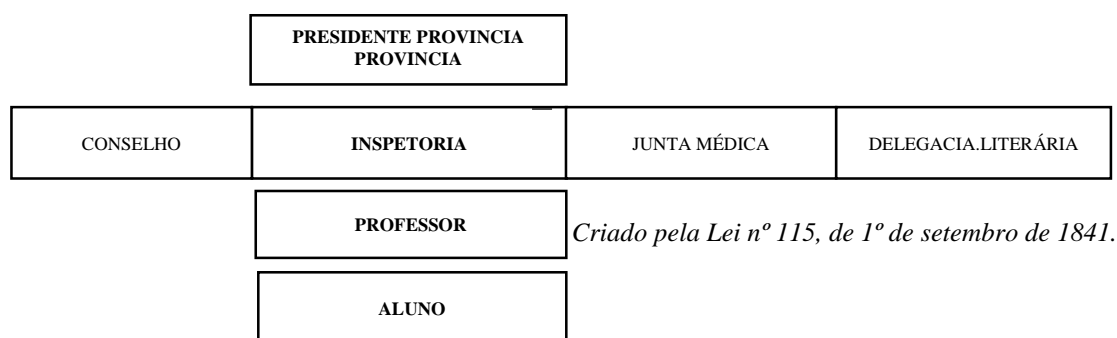 PRESIDENTE PROVINCIA
PROVINCIA
CONSELHO
INSPETORIA
JUNTA MÉDICA
DELEGACIA.LITERÁRIA
PROFESSOR
Criado pela Lei nº 115, de 1º de setembro de 1841.
ALUNO